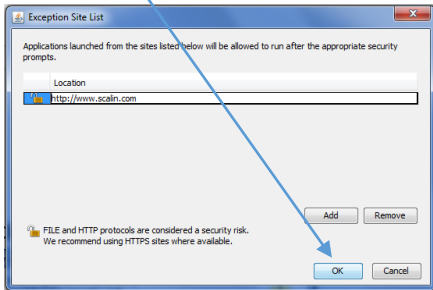 Exception Site List
Applications launched from the sites listed below will be allowed to run after the appropriate security
prompts.
Location
http://www.scalin.com
Add
Remove
FILE and HTTP protocols are considered a security risk.
We recommend using HTTPS sites where available.
OK
Cancel